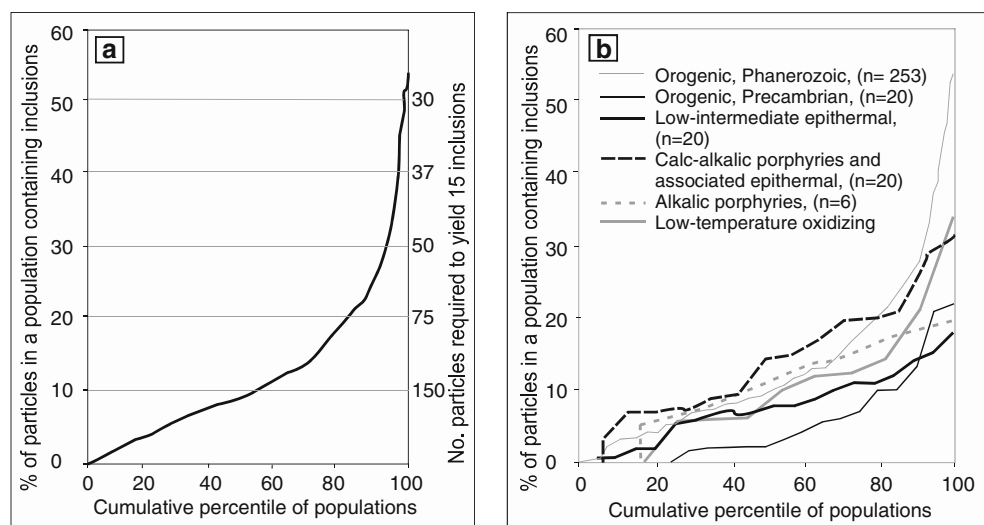 a
% of particles in a population containing inclusions
60
50
40
30
20
10
0
30
37
50
75
150
No. particles required to yield 15 inclusions
0 20 40 60 80 100
Cumulative percentile of populations
b
% of particles in a population containing inclusions
60
50
40
30
20
10
0
Orogenic, Phanerozoic, (n= 253)
Orogenic, Precambrian, (n=20)
Low-intermediate epithermal,
(n=20)
Calc-alkalic porphyries and
associated epithermal, (n=20)
Alkalic porphyries, (n=6)
Low-temperature oxidizing
0 20 40 60 80 100
Cumulative percentile of populations